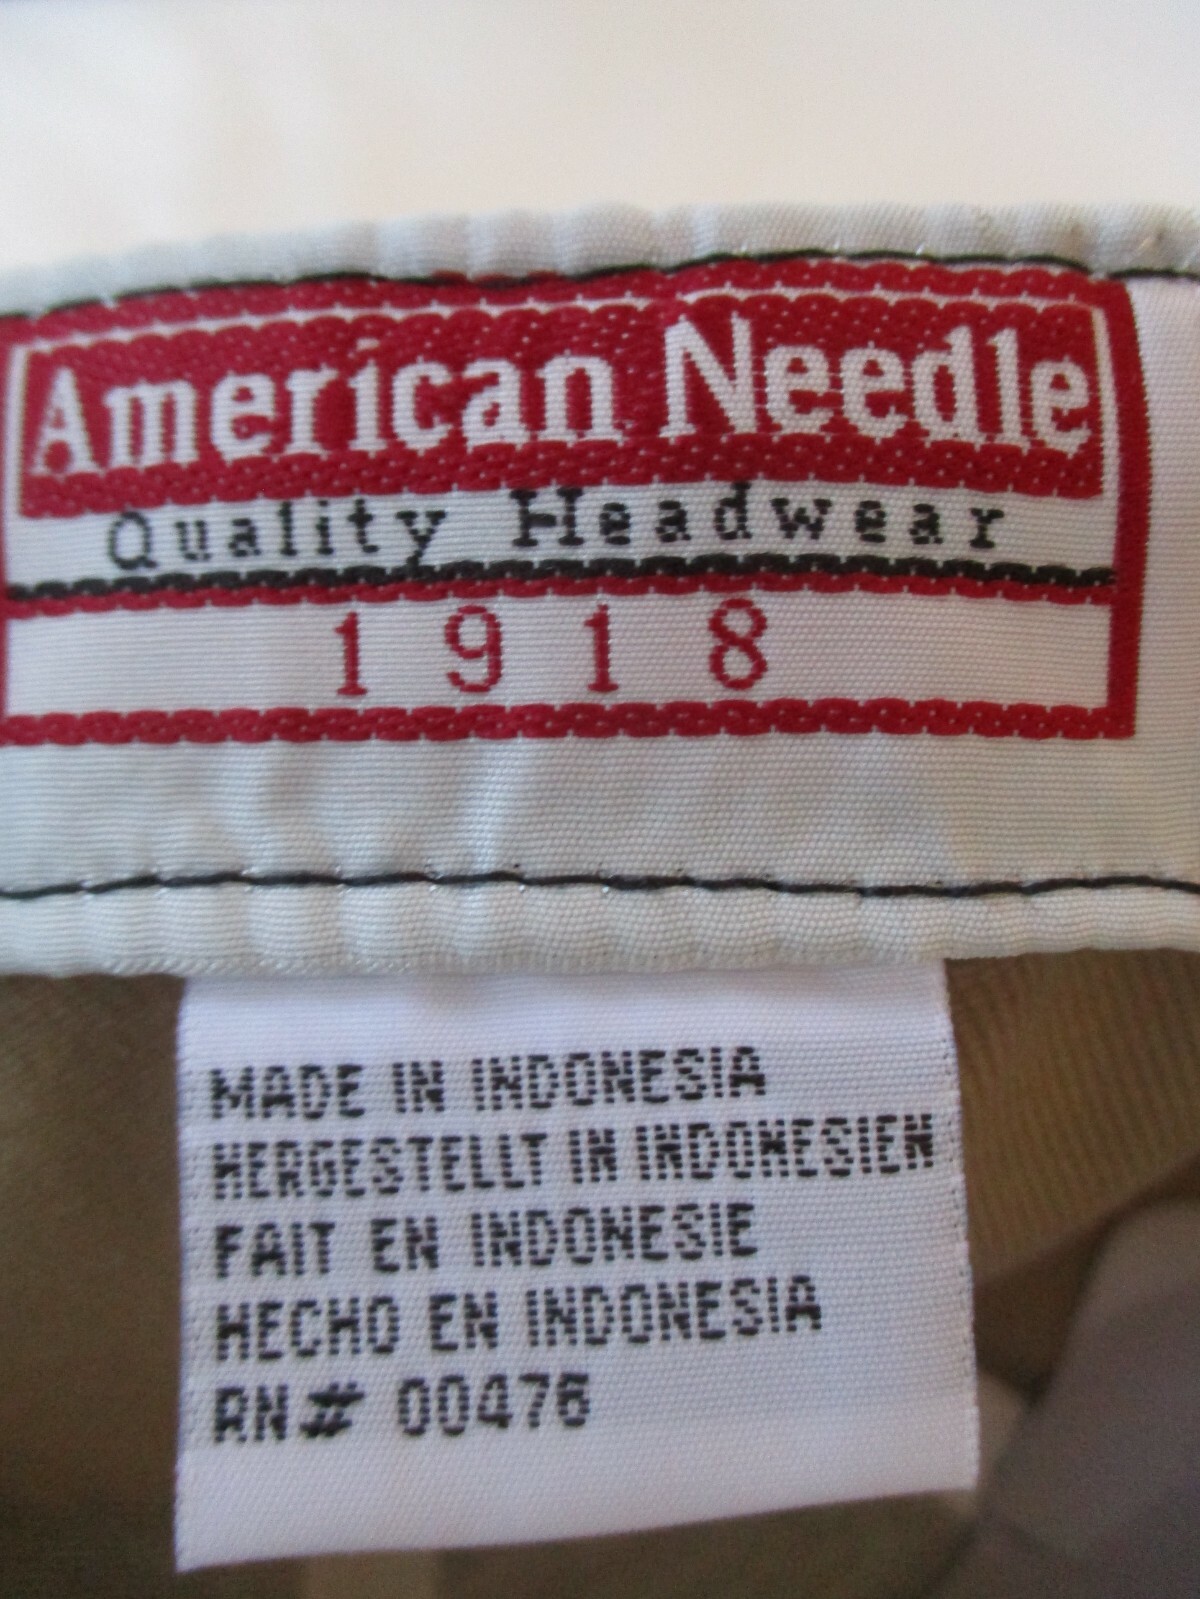 American Needle
Quality Headwear
1918
MADE IN INDONESIA
HERGESTELLT IN INDONESIEN
FAIT EN INDONESIE
HECHO EN INDONESIA
RN# 00476